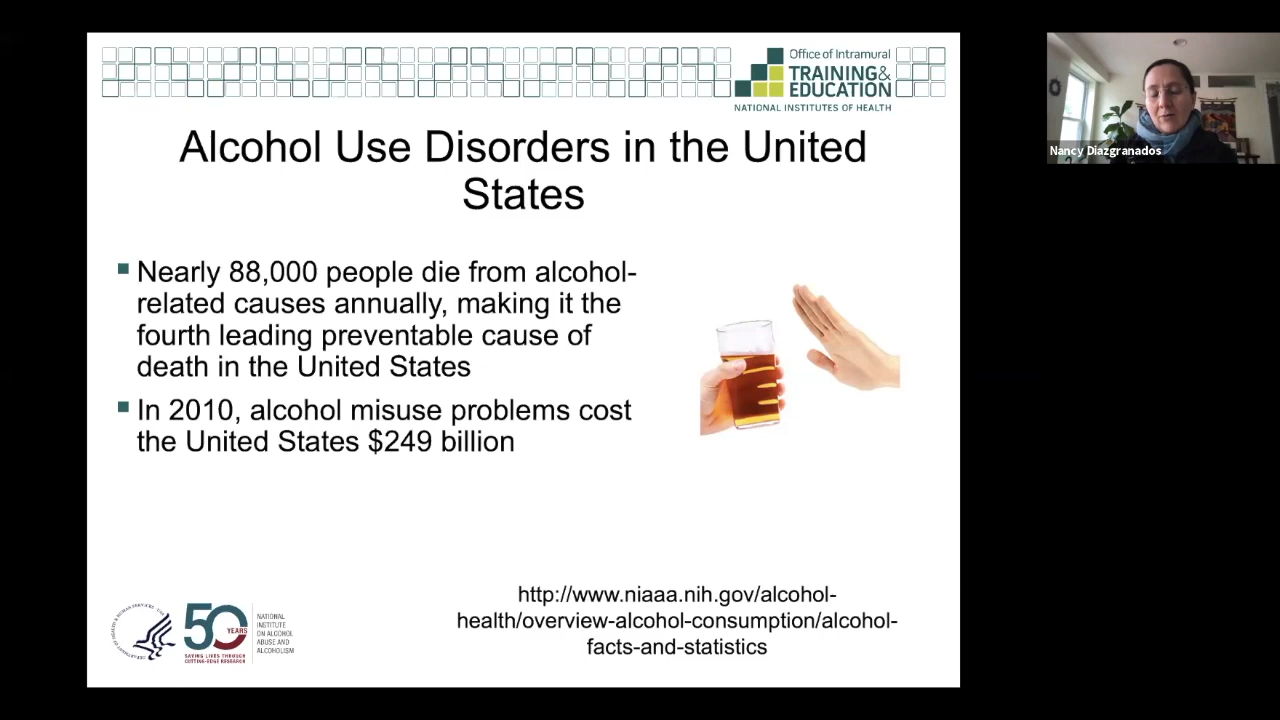 Office of Intramural
TRAINING&
EDUCATION
NATIONAL INSTITUTES OF HEALTH
Nancy Diazgranados
Alcohol Use Disorders in the United
States
Nearly 88,000 people die from alcohol-
related causes annually, making it the
fourth leading preventable cause of
death in the United States
In 2010, alcohol misuse problems cost
the United States $249 billion
http://www.niaaa.nih.gov/alcohol-
health/overview-alcohol-consumption/alcohol-
facts-and-statistics
50
YEARS
SAVING LIVES THROUGH
CUTTING-EDGE RESEARCH
NATIONAL
INSTITUTE
ON ALCOHOL
ABUSE AND
ALCOHOLISM